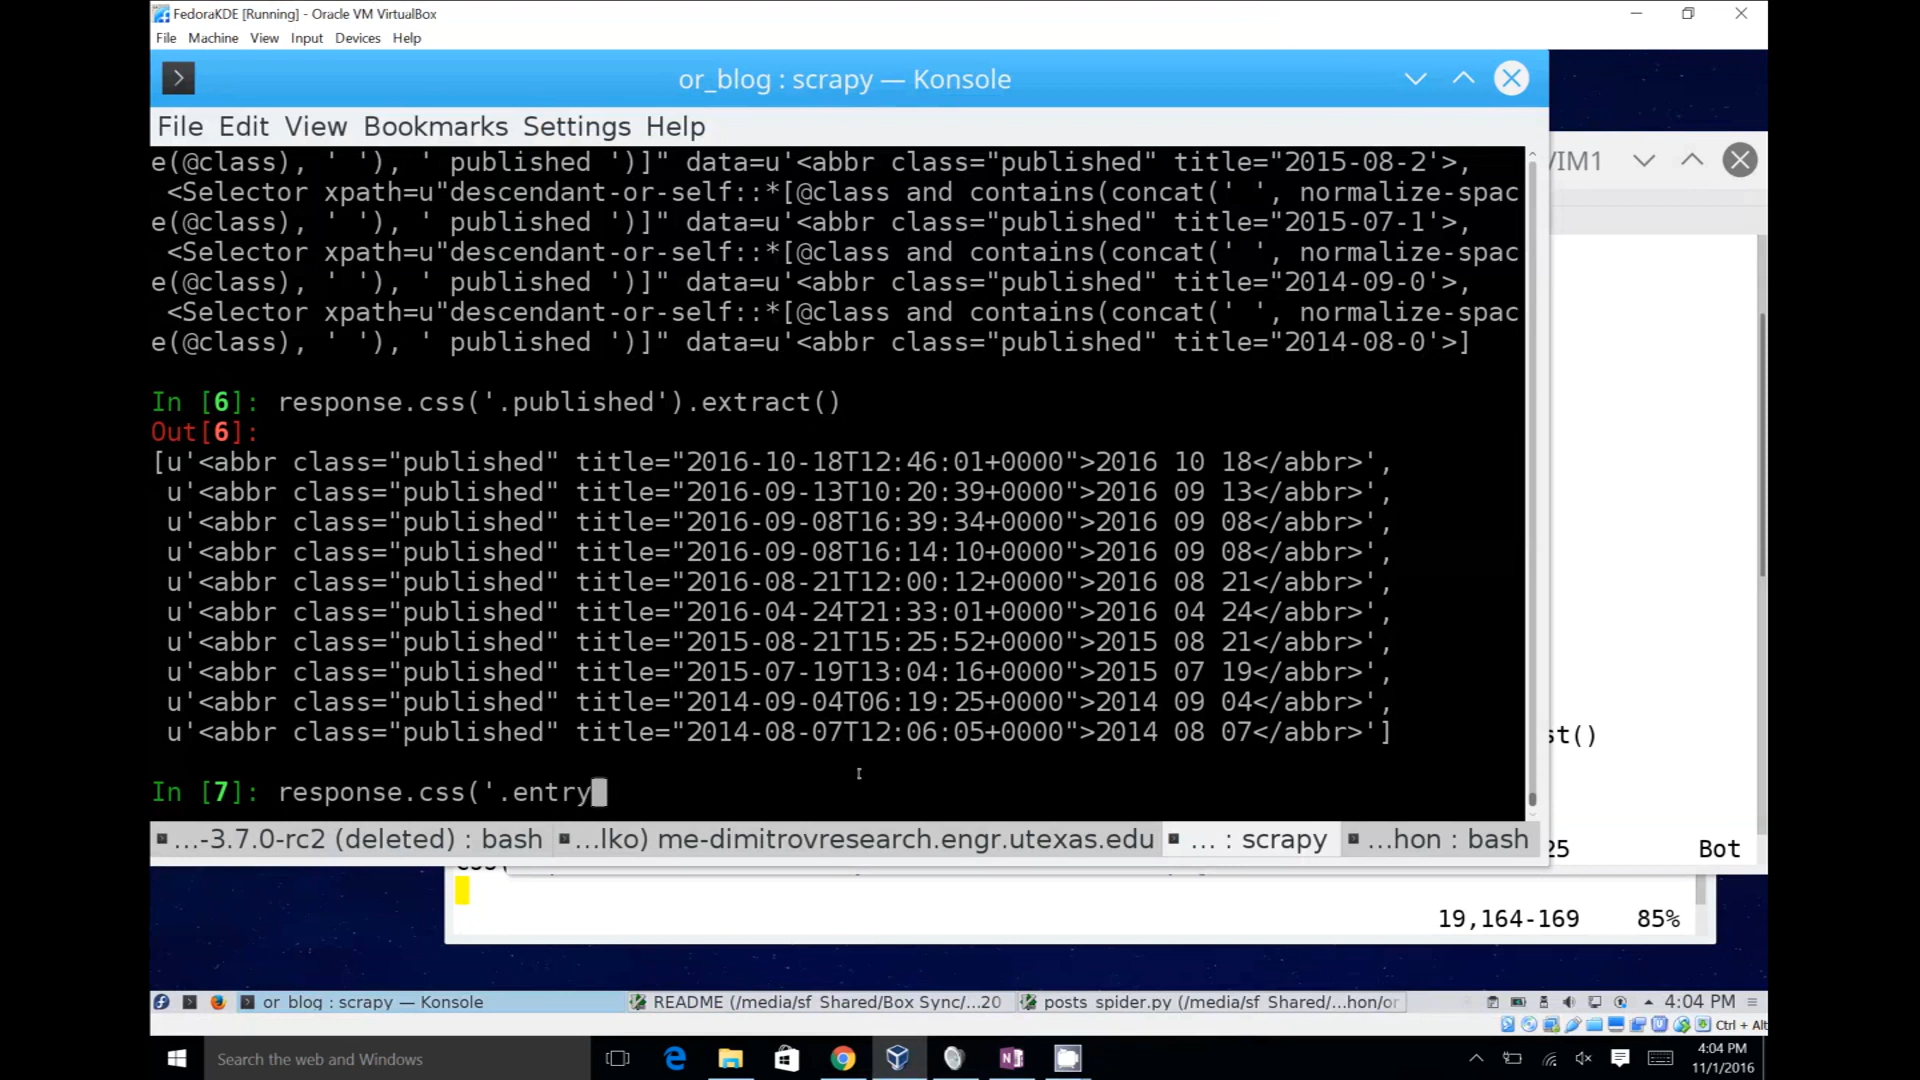 FedoraKDE [Running] - Oracle VM VirtualBox
File Machine View Input Devices Help
or_blog : scrapy — Konsole
File Edit View Bookmarks Settings Help
VIM1
e(@class), ' '), ' published ')]" data=u'<abbr class="published" title="2015-08-2'>,
<Selector xpath=u"descendant-or-self::*[@class and contains(concat(' ', normalize-spac
e(@class), ' '), ' published ')]" data=u'<abbr class="published" title="2015-07-1'>,
<Selector xpath=u"descendant-or-self::*[@class and contains(concat(' ', normalize-spac
e(@class), ' '), ' published ')]" data=u'<abbr class="published" title="2014-09-0'>,
<Selector xpath=u"descendant-or-self::*[@class and contains(concat(' ', normalize-spac
e(@class), ' '), ' published ')]" data=u'<abbr class="published" title="2014-08-0'>]
In [6]: response.css('.published').extract()
Out[6]:
[u'<abbr class="published" title="2016-10-18T12:46:01+0000">2016 10 18</abbr>',
u'<abbr class="published" title="2016-09-13T10:20:39+0000">2016 09 13</abbr>',
u'<abbr class="published" title="2016-09-08T16:39:34+0000">2016 09 08</abbr>',
u'<abbr class="published" title="2016-09-08T16:14:10+0000">2016 09 08</abbr>',
u'<abbr class="published" title="2016-08-21T12:00:12+0000">2016 08 21</abbr>',
u'<abbr class="published" title="2016-04-24T21:33:01+0000">2016 04 24</abbr>',
u'<abbr class="published" title="2015-08-21T15:25:52+0000">2015 08 21</abbr>',
u'<abbr class="published" title="2015-07-19T13:04:16+0000">2015 07 19</abbr>',
u'<abbr class="published" title="2014-09-04T06:19:25+0000">2014 09 04</abbr>',
u'<abbr class="published" title="2014-08-07T12:06:05+0000">2014 08 07</abbr>']
st()
In [7]: response.css('.entry
...-3.7.0-rc2 (deleted) : bash ...lko) me-dimitrovresearch.engr.utexas.edu ... : scrapy ...hon : bash
25 Bot
19,164-169 85%
or_blog : scrapy — Konsole README (/media/sf_Shared/Box Sync/...20 posts_spider.py (/media/sf_Shared/...hon/or 4:04 PM
Ctrl + Alt
Search the web and Windows
4:04 PM
11/1/2016